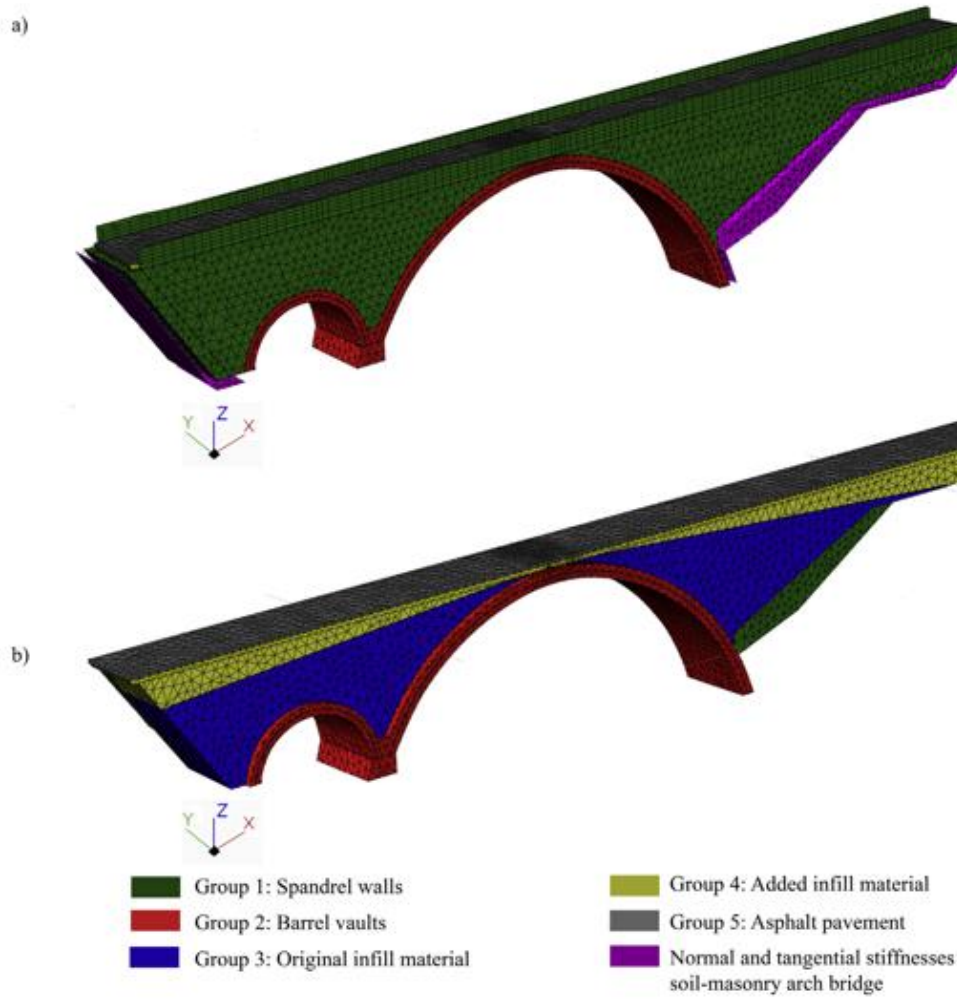 a)
Y Z X
b)
Y Z X
Group 1: Spandrel walls
Group 2: Barrel vaults
Group 3: Original infill material
Group 4: Added infill material
Group 5: Asphalt pavement
Normal and tangential stiffnesses
soil-masonry arch bridge